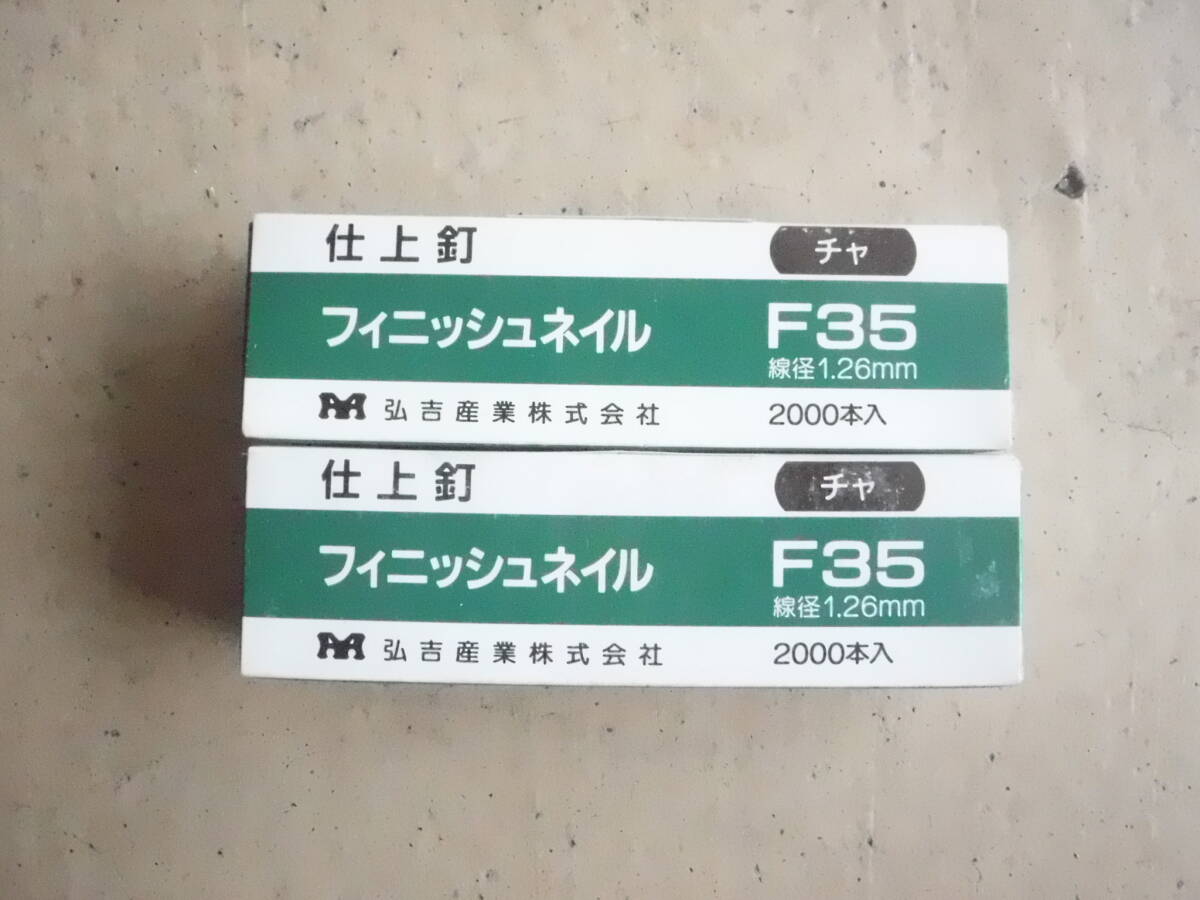 仕上釘 チャ
フィニッシュネイル F35
線径1.26mm
弘吉産業株式会社 2000本入
仕上釘 チャ
フィニッシュネイル F35
線径1.26mm
弘吉産業株式会社 2000本入